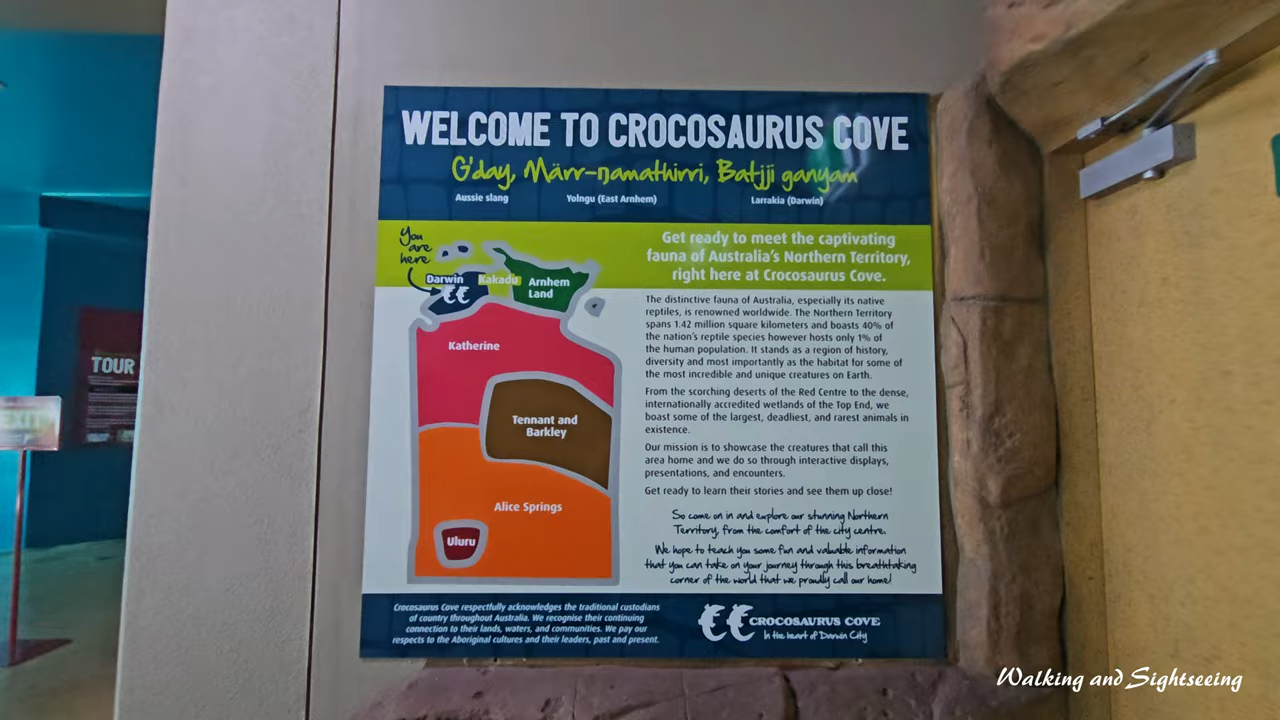 WELCOME TO CROCOSAURUS COVE
G'day, Märr-ŋamathirri, Batjji ganyam
Aussie slang
Yolngu (East Arnhem)
Larrakia (Darwin)
You
are
here
Darwin
Kakadu
Arnhem
Land
Katherine
Tennant and
Barkley
Alice Springs
Uluru
Get ready to meet the captivating
fauna of Australia's Northern Territory,
right here at Crocosaurus Cove.
The distinctive fauna of Australia, especially its native
reptiles, is renowned worldwide. The Northern Territory
spans 1.42 million square kilometers and boasts 40% of
the nation's reptile species however hosts only 1% of
the human population. It stands as a region of history,
diversity and most importantly as the habitat for some of
the most incredible and unique creatures on Earth.
From the scorching deserts of the Red Centre to the dense,
internationally accredited wetlands of the Top End, we
boast some of the largest, deadliest, and rarest animals in
existence.
Our mission is to showcase the creatures that call this
area home and we do so through interactive displays,
presentations, and encounters.
Get ready to learn their stories and see them up close!
So come on in and explore our stunning Northern
Territory, from the comfort of the city centre.
We hope to teach you some fun and valuable information
that you can take on your journey through this breathtaking
corner of the world that we proudly call our home!
Crocosaurus Cove respectfully acknowledges the traditional custodians
of country throughout Australia. We recognise their continuing
connection to their lands, waters, and communities. We pay our
respects to the Aboriginal cultures and their leaders, past and present.
CROCOSAURUS COVE
In the heart of Darwin City
TOUR
EXIT
Walking and Sightseeing